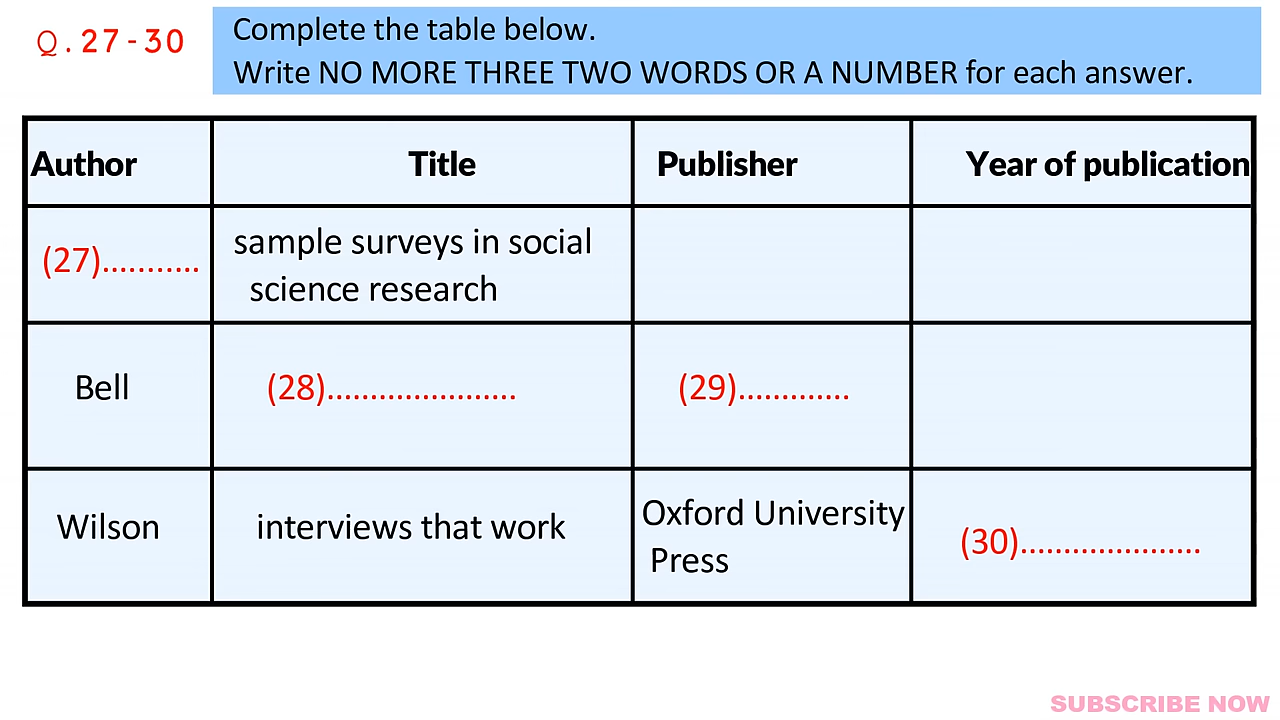 Q.27-30
Complete the table below.
Write NO MORE THREE TWO WORDS OR A NUMBER for each answer.
Author Title Publisher Year of publication
(27)........... sample surveys in social
science research
Bell (28)...................... (29).............
Wilson interviews that work Oxford University
Press (30).....................
SUBSCRIBE NOW